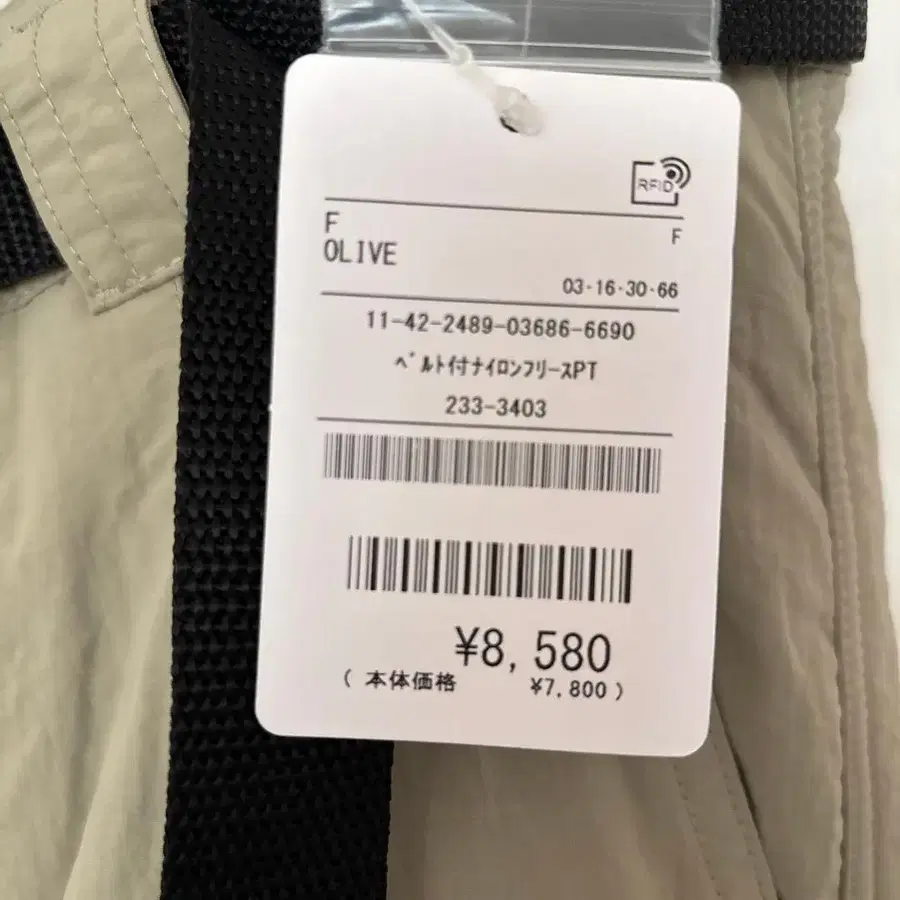 RFID
F F
OLIVE
03-16-30-66
11-42-2489-03686-6690
ﾍﾞﾙﾄ付ﾅｲﾛﾝﾌﾘｰｽPT
233-3403
¥8,580
( 本体価格 ¥7,800 )